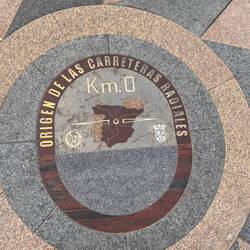 ORIGEN DE LAS CARRETERAS RADIALES
Km.0